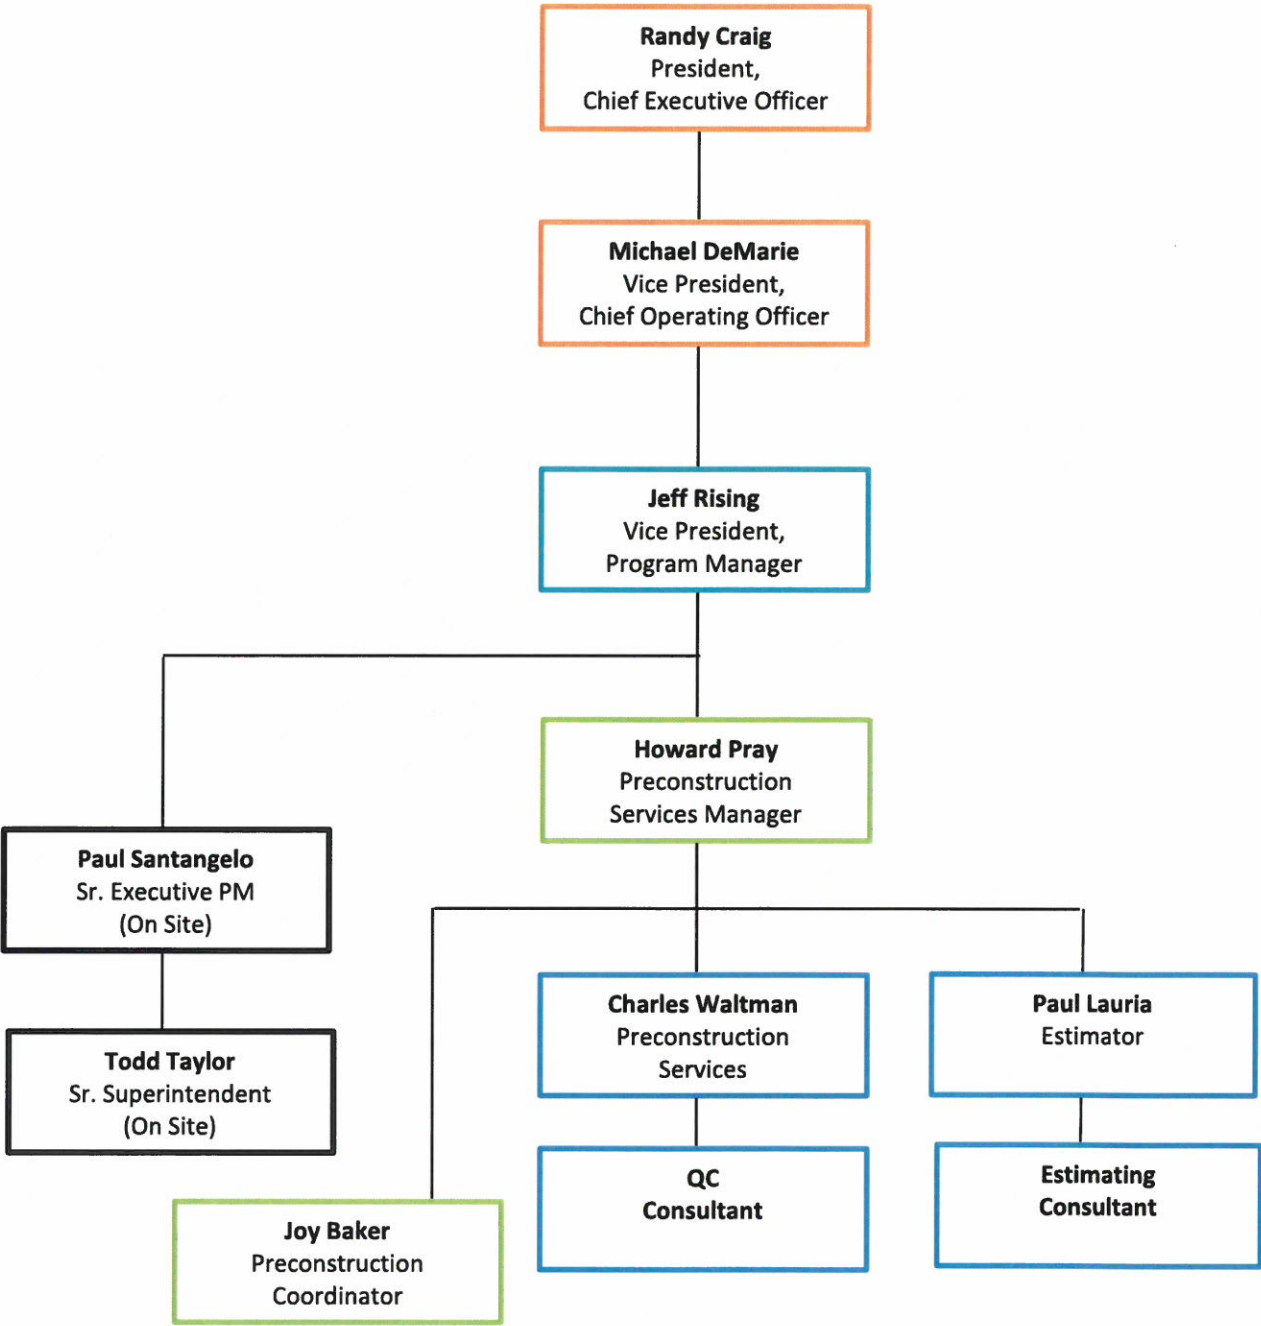 Randy Craig
President,
Chief Executive Officer
Michael DeMarie
Vice President,
Chief Operating Officer
Jeff Rising
Vice President,
Program Manager
Howard Pray
Preconstruction
Services Manager
Paul Santangelo
Sr. Executive PM
(On Site)
Charles Waltman
Preconstruction
Services
Paul Lauria
Estimator
Todd Taylor
Sr. Superintendent
(On Site)
QC
Consultant
Estimating
Consultant
Joy Baker
Preconstruction
Coordinator